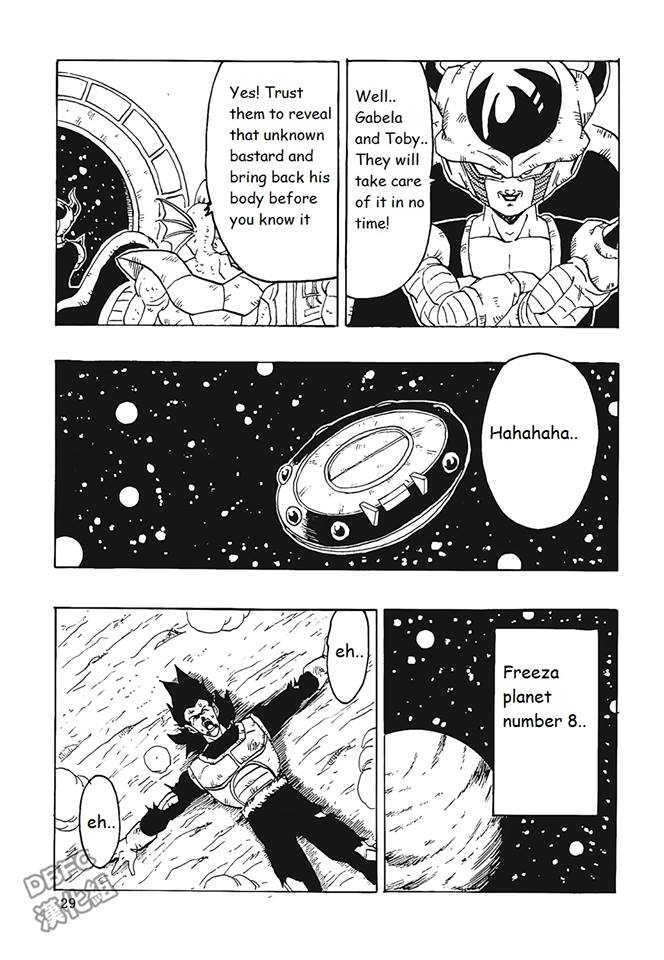 Well..
Gabela
and Toby..
They will
take care
of it in no
time!
Yes! Trust
them to reveal
that unknown
bastard and
bring back his
body before
you know it
Hahahaha..
Freeza
planet
number 8..
eh..
eh..
DBFC
漢化組
29